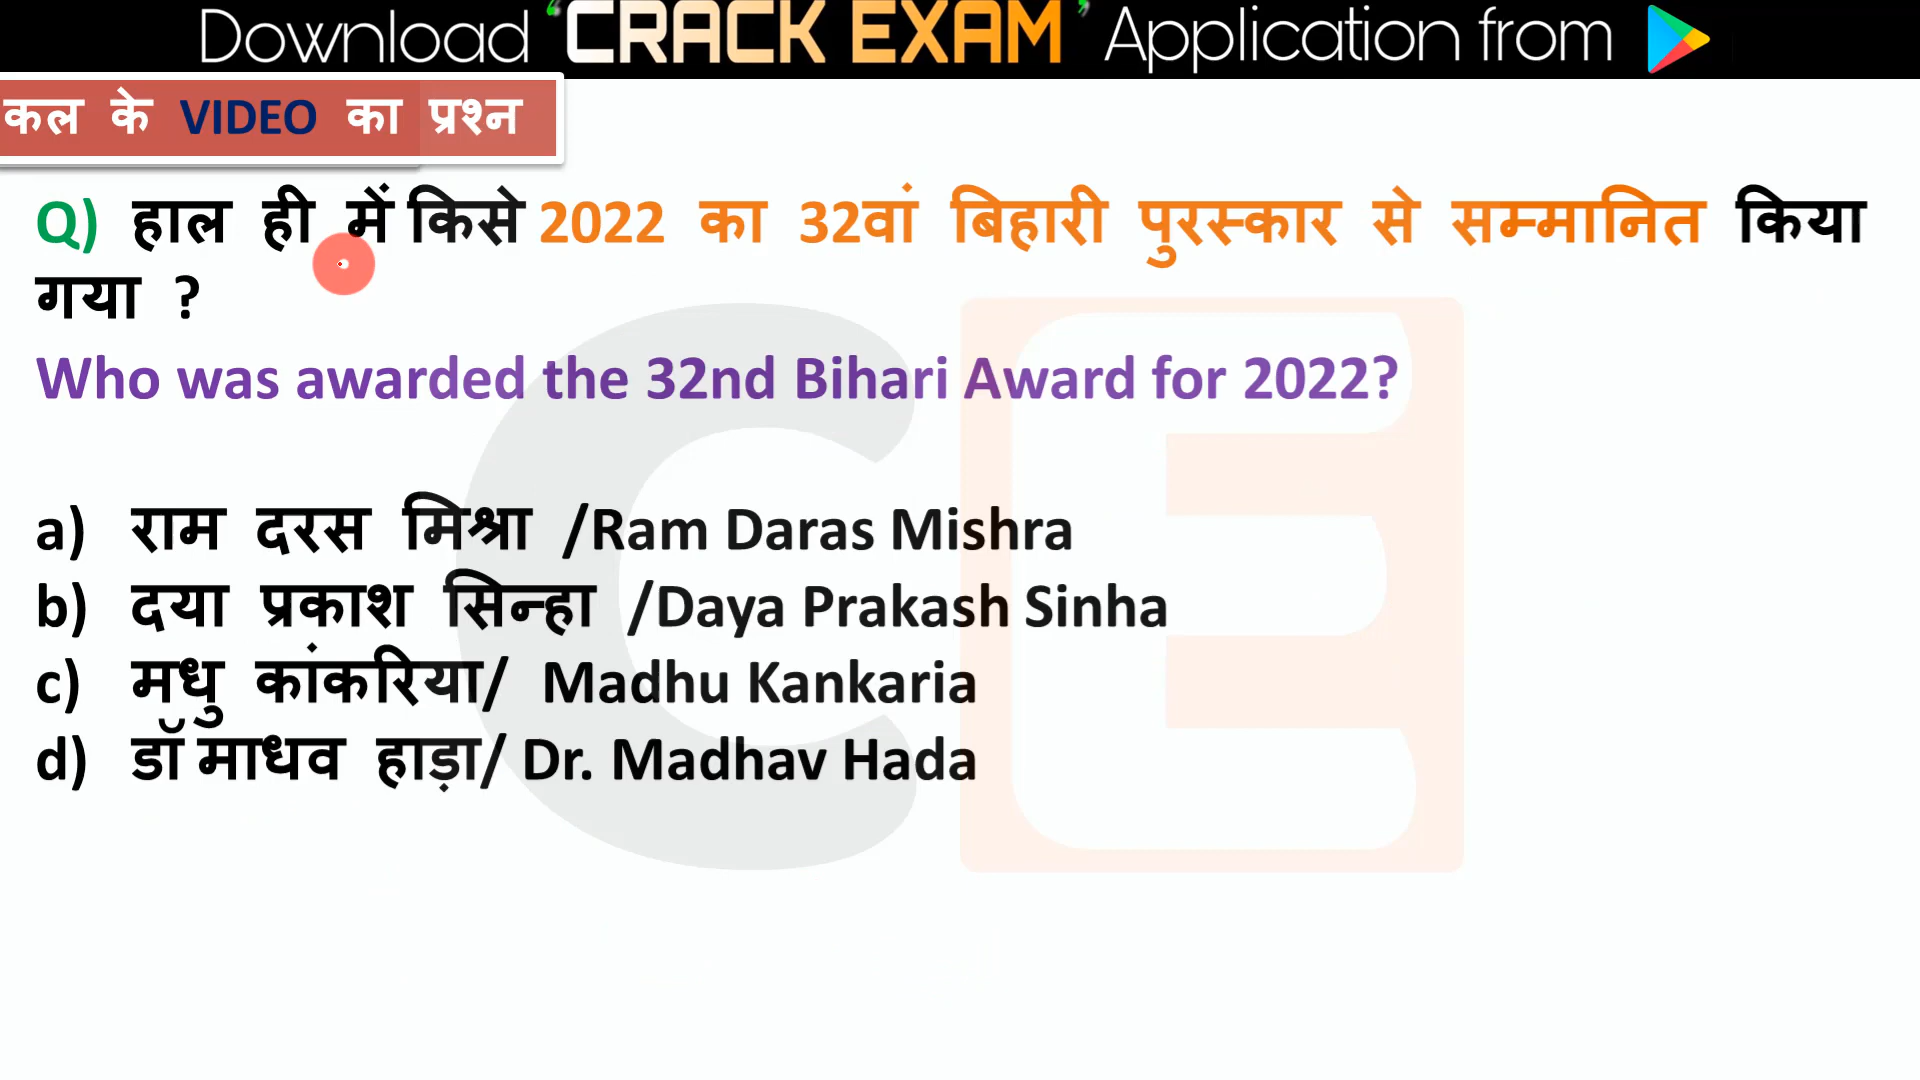 Download ‘CRACK EXAM’ Application from
कल के VIDEO का प्रश्न
Q) हाल ही में किसे 2022 का 32वां बिहारी पुरस्कार से सम्मानित किया
गया ?
Who was awarded the 32nd Bihari Award for 2022?
a) राम दरस मिश्रा /Ram Daras Mishra
b) दया प्रकाश सिन्हा /Daya Prakash Sinha
c) मधु कांकरिया/ Madhu Kankaria
d) डॉ माधव हाड़ा/ Dr. Madhav Hada
CE